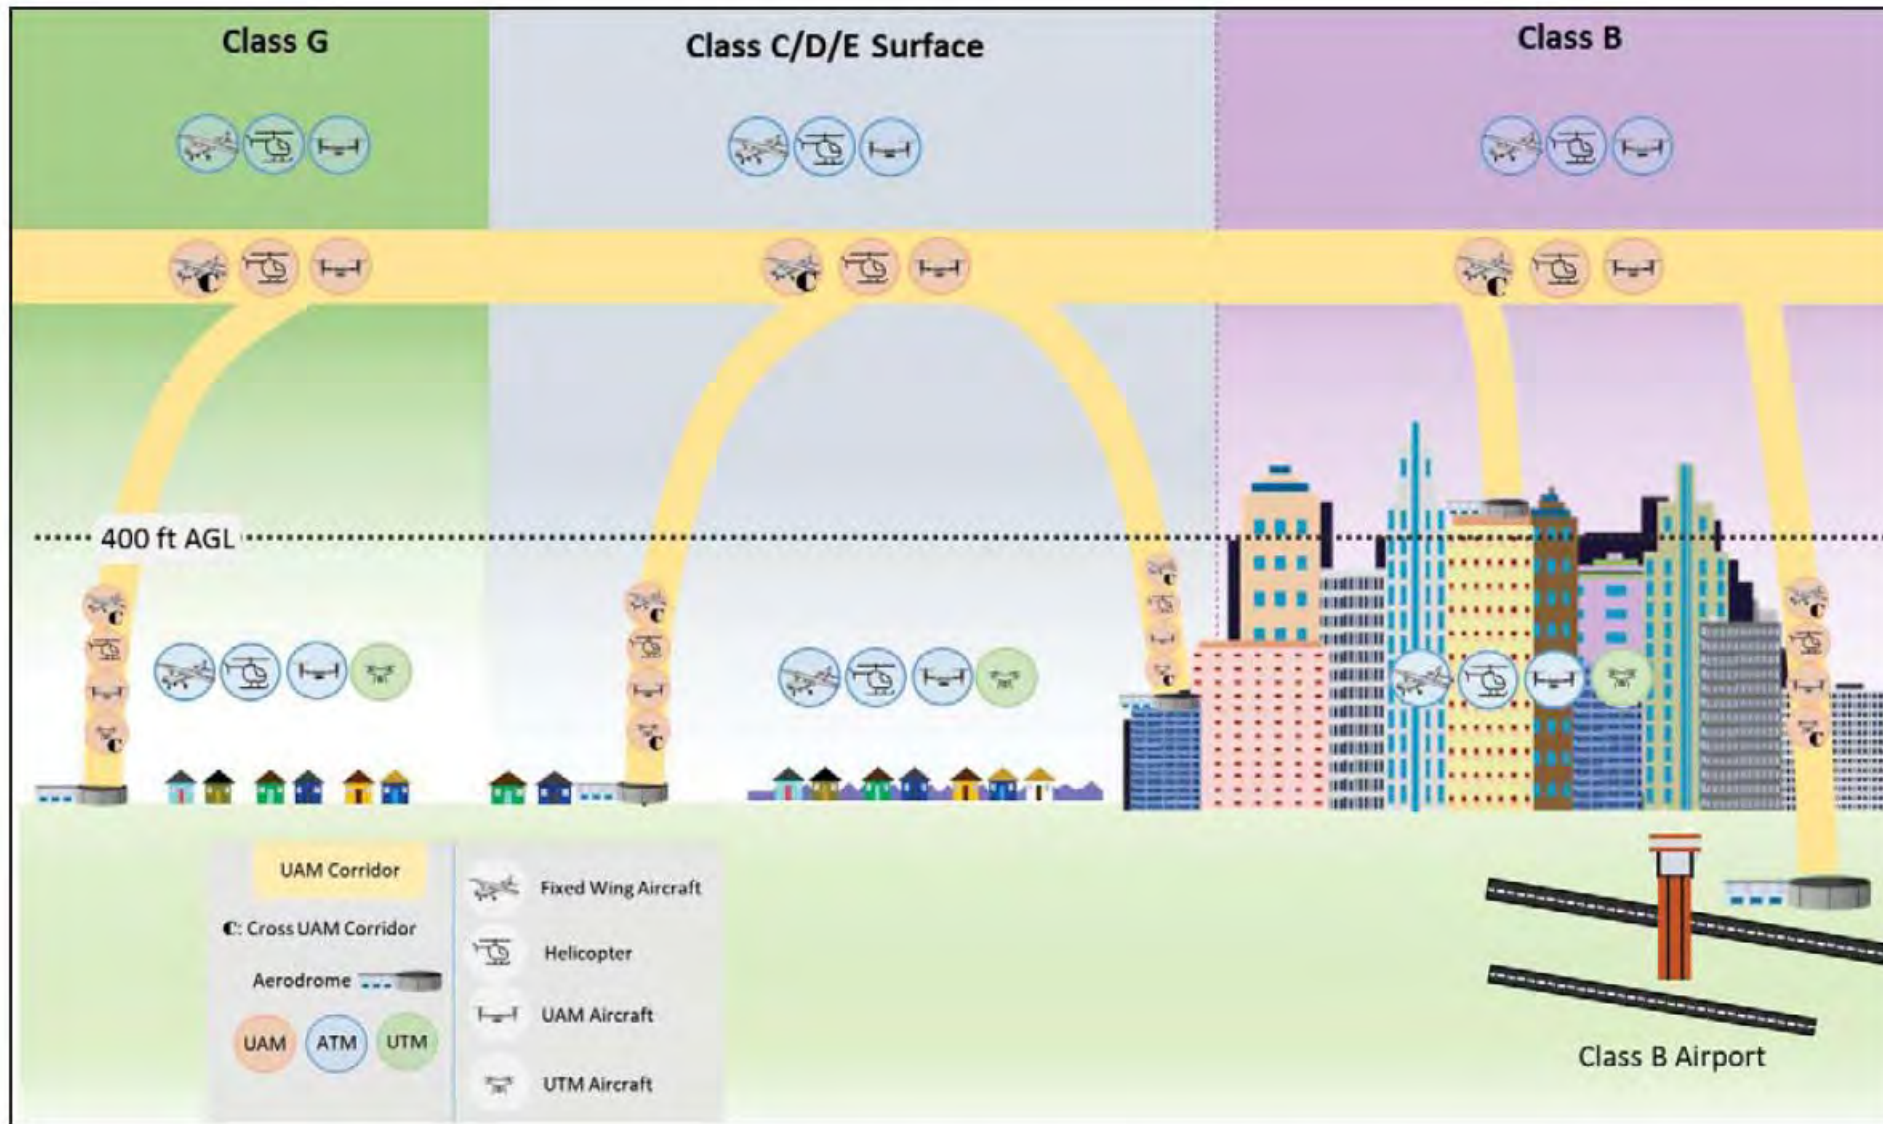 Class G
Class C/D/E Surface
Class B
C
C
C
400 ft AGL
C
C
C
C
C
C
C
C
UAM Corridor
C: Cross UAM Corridor
Aerodrome
UAM
ATM
UTM
Fixed Wing Aircraft
Helicopter
UAM Aircraft
UTM Aircraft
Class B Airport